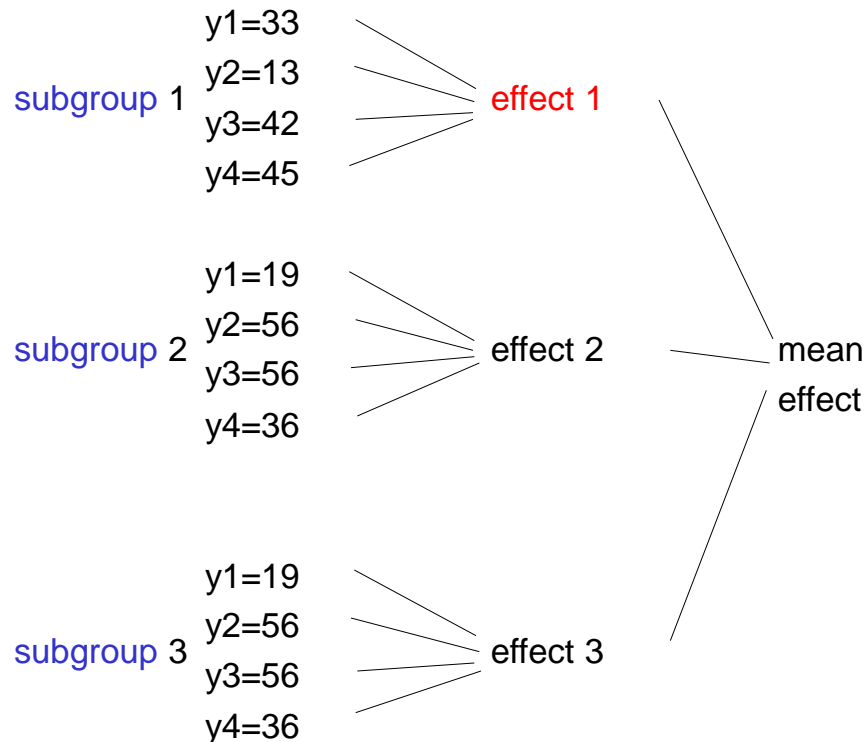 y1=33
y2=13
subgroup 1
effect 1
y3=42
y4=45
y1=19
y2=56
subgroup 2
effect 2
mean
effect
y3=56
y4=36
y1=19
y2=56
subgroup 3
effect 3
y3=56
y4=36